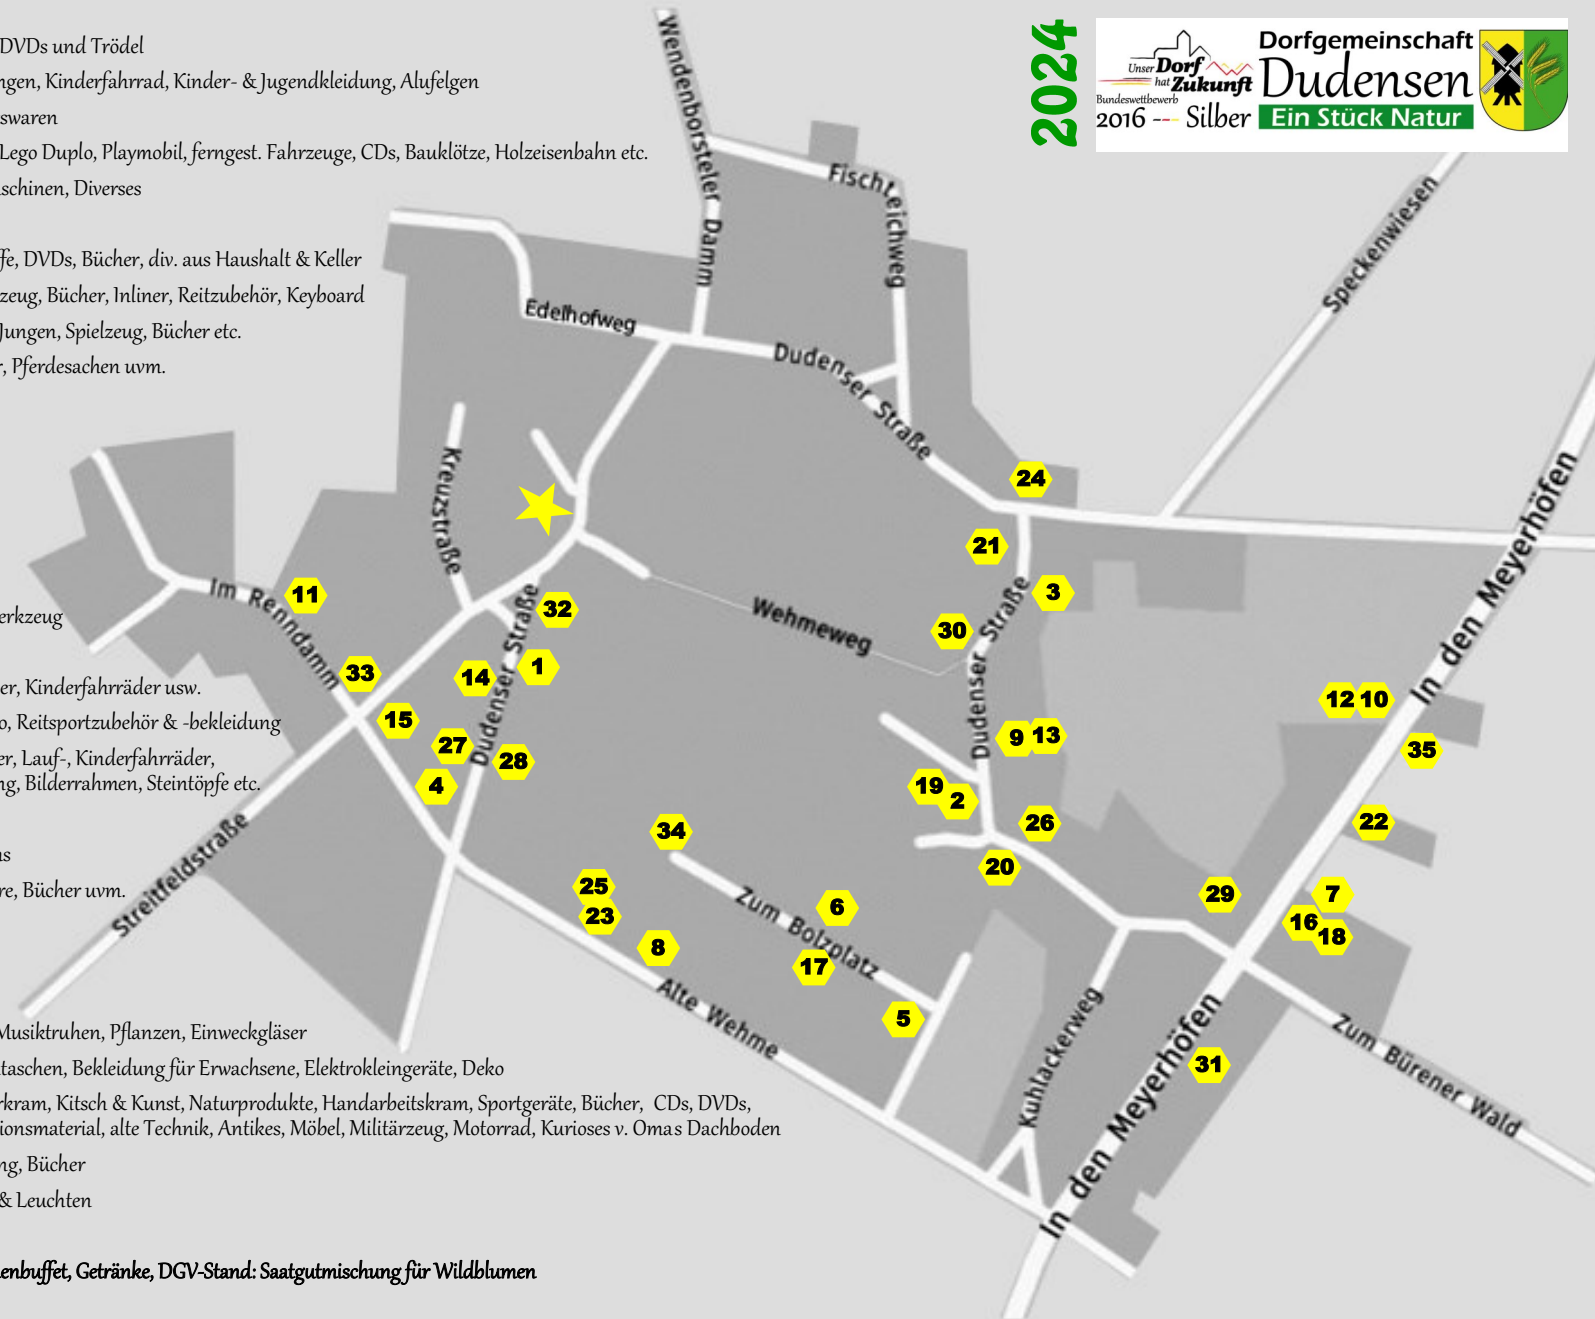 DVDs und Trödel
ngen, Kinderfahrrad, Kinder- & Jugendkleidung, Alufelgen
swaren
Lego Duplo, Playmobil, ferngest. Fahrzeuge, CDs, Bauklötze, Holzeisenbahn etc.
schinen, Diverses
ffe, DVDs, Bücher, div. aus Haushalt & Keller
zeug, Bücher, Inliner, Reitzubehör, Keyboard
Jungen, Spielzeug, Bücher etc.
r, Pferdesachen uvm.
erkzeug
er, Kinderfahrräder usw.
o, Reitsportzubehör & -bekleidung
er, Lauf-, Kinderfahrräder,
ng, Bilderrahmen, Steintöpfe etc.
us
re, Bücher uvm.
Musiktruhen, Pflanzen, Einweckgläser
taschen, Bekleidung für Erwachsene, Elektrokleingeräte, Deko
rkram, Kitsch & Kunst, Naturprodukte, Handarbeitskram, Sportgeräte, Bücher, CDs, DVDs,
ionsmaterial, alte Technik, Antikes, Möbel, Militärzeug, Motorrad, Kurioses v. Omas Dachboden
ng, Bücher
& Leuchten
enbuffet, Getränke, DGV-Stand: Saatgutmischung für Wildblumen
2024
Unser Dorf
hat Zukunft
Bundeswettbewerb
2016 --- Silber
Dorfgemeinschaft
Dudensen
Ein Stück Natur
Wendenborsteler Damm
Fischteichweg
Speckenwiesen
Edelhofweg
Dudenser Straße
Kreuzstraße
In den Meyerhöfen
24
21
3
Im Renndamm
11
32
Wehmeweg
30
Dudenser Straße
33
14
1
Dudenser Straße
12
10
15
27
28
4
9
13
35
19
2
26
22
Streitfeldstraße
34
20
25
23
8
Zum Bolzplatz
6
17
5
29
7
16
18
Alte Wehme
Kuhlackerweg
In den Meyerhöfen
31
Zum Bürener Wald